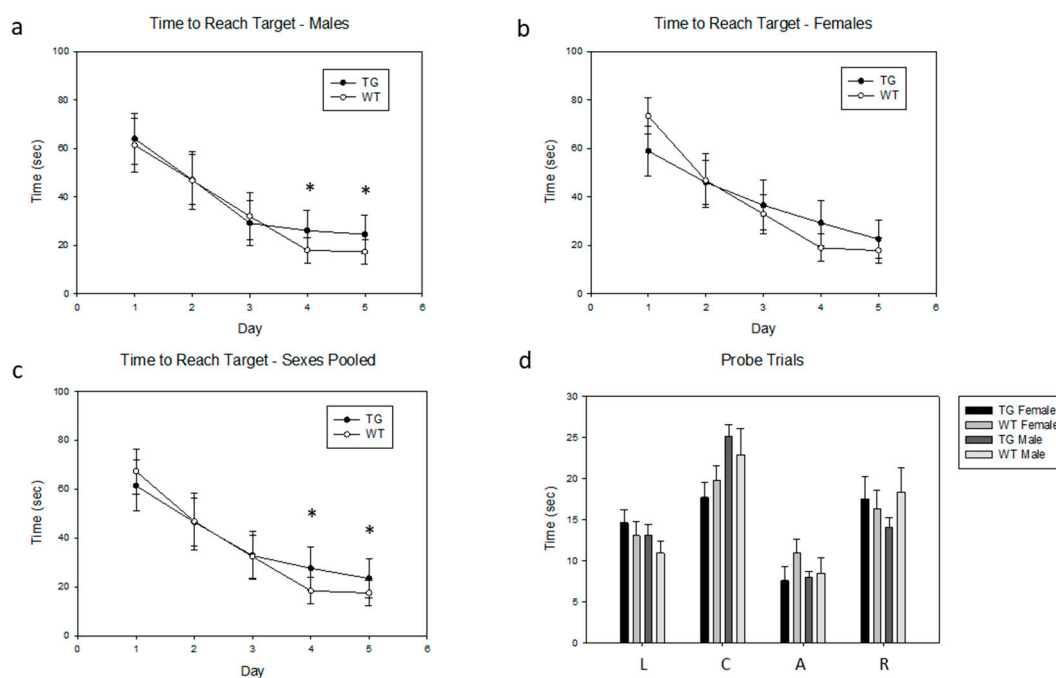 a
Time to Reach Target - Males
100
80
60
40
20
0
Time (sec)
TG
WT
*
*
0
1
2
3
4
5
6
Day
b
Time to Reach Target - Females
100
80
60
40
20
0
Time (sec)
TG
WT
0
1
2
3
4
5
6
Day
c
Time to Reach Target - Sexes Pooled
100
80
60
40
20
0
Time (sec)
TG
WT
*
*
0
1
2
3
4
5
6
Day
d
Probe Trials
30
25
20
15
10
5
0
Time (sec)
TG Female
WT Female
TG Male
WT Male
L
C
A
R